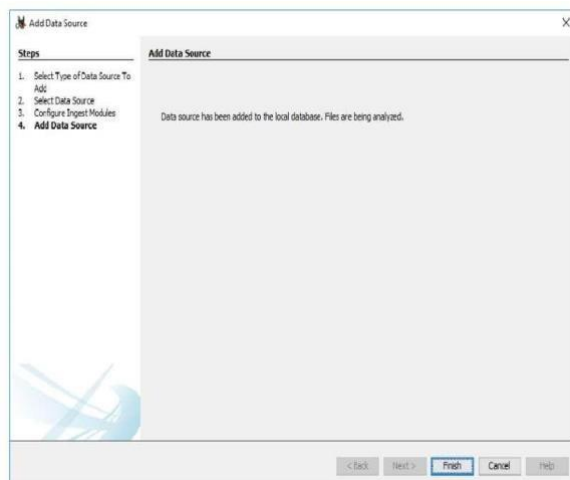 Add Data Source
Steps
1. Select Type of Data Source To
Add
2. Select Data Source
3. Configure Ingest Modules
4. Add Data Source
Add Data Source
Data source has been added to the local database. Files are being analyzed.
< Back Next > Finish Cancel Help